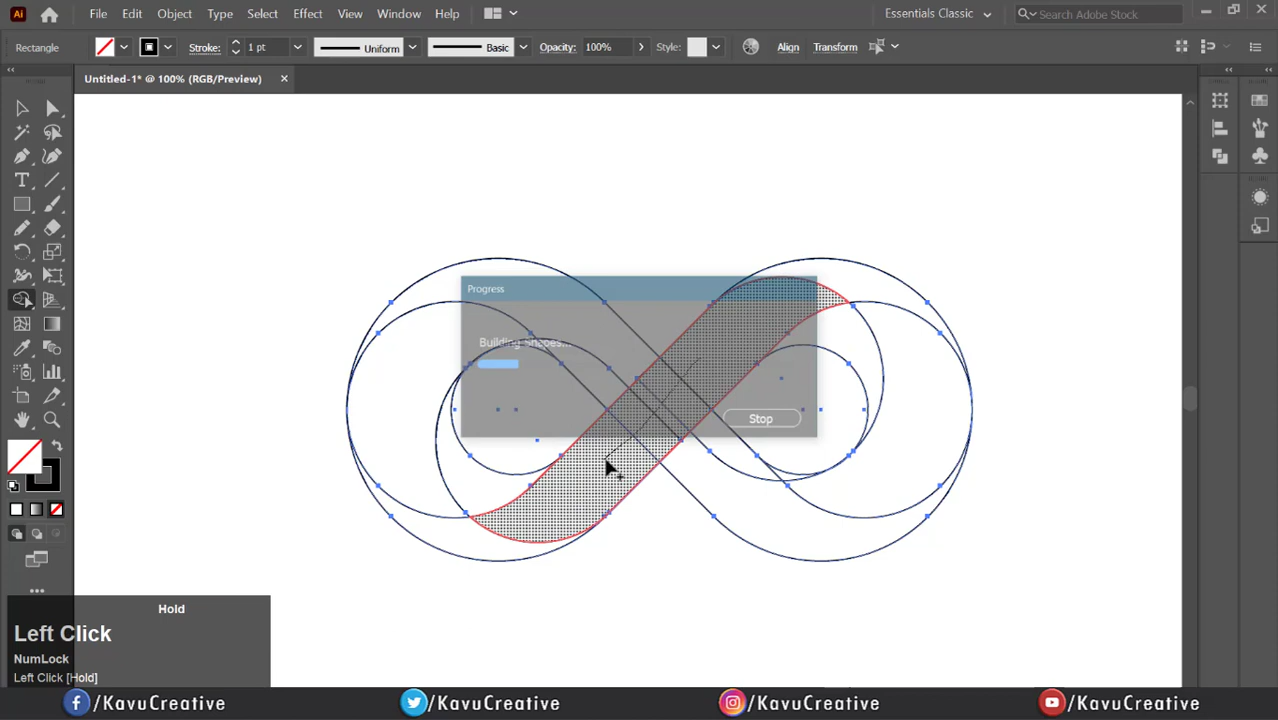 Ai File Edit Object Type Select Effect View Window Help Essentials Classic Search Adobe Stock
Rectangle Stroke: 1 pt Uniform Basic Opacity: 100% Style: Align Transform
Untitled-1* @ 100% (RGB/Preview)
Progress
Building Shapes...
Stop
Hold
Left Click
NumLock
Left Click [Hold]
/KavuCreative /KavuCreative /KavuCreative /KavuCreative